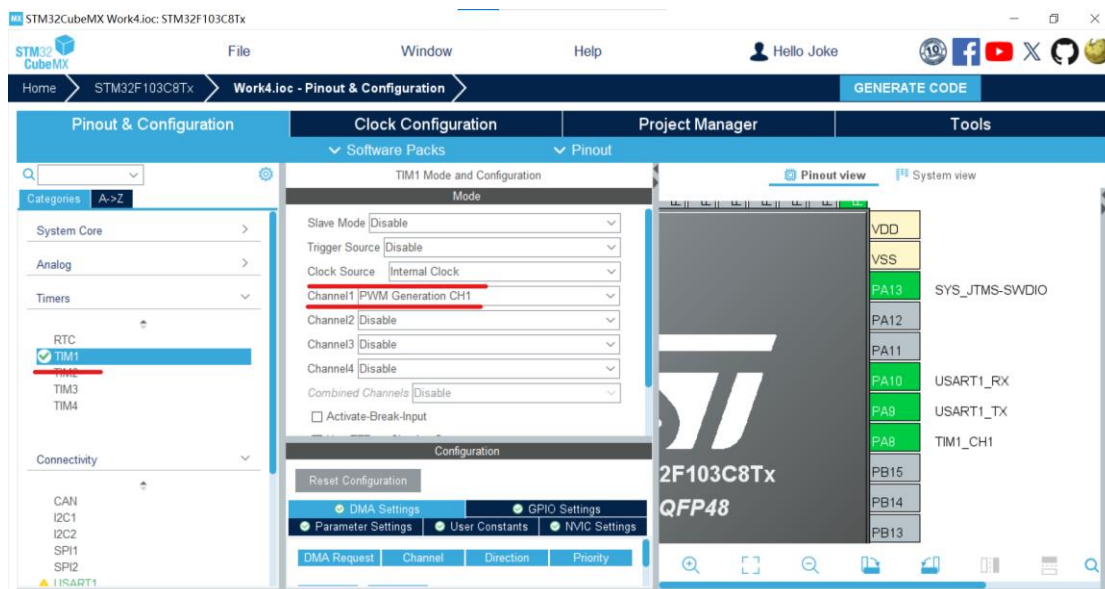 MX STM32CubeMX Work4.ioc: STM32F103C8Tx
STM32 CubeMX File Window Help Hello Joke 10
Home STM32F103C8Tx Work4.ioc - Pinout & Configuration GENERATE CODE
Pinout & Configuration Clock Configuration Project Manager Tools
Software Packs Pinout
TIM1 Mode and Configuration Pinout view System view
Categories A->Z Mode
System Core
Analog
Timers
RTC
TIM1
TIM2
TIM3
TIM4
Connectivity
CAN
I2C1
I2C2
SPI1
SPI2
USART1
Slave Mode Disable
Trigger Source Disable
Clock Source Internal Clock
Channel1 PWM Generation CH1
Channel2 Disable
Channel3 Disable
Channel4 Disable
Combined Channels Disable
Activate-Break-Input
Configuration
Reset Configuration
DMA Settings GPIO Settings
Parameter Settings User Constants NVIC Settings
DMA Request Channel Direction Priority
VDD
VSS
PA13 SYS_JTMS-SWDIO
PA12
PA11
PA10 USART1_RX
PA9 USART1_TX
PA8 TIM1_CH1
PB15
PB14
PB13
2F103C8Tx
QFP48